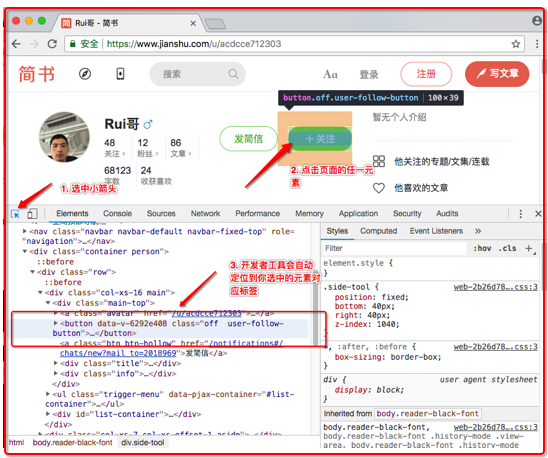 Rui哥 - 简书
安全 https://www.jianshu.com/u/acdcce712303
简书 搜索 Aa 登录 注册 写文章
button.off.user-follow-button 100×39
Rui哥
暂无个人介绍
48 12 86
关注 粉丝 文章
发简信 + 关注
68123 24
字数 收获喜欢
他关注的专题/文集/连载
他喜欢的文章
1. 选中小箭头
2. 点击页面的任一元
素
Elements Console Sources Network Performance Memory Application Security Audits
<nav class="navbar navbar-default navbar-fixed-top" role=
"navigation">…</nav>
<div class="container person">
::before
<div class="row">
::before
<div class="col-xs-16 main">
<div class="main-top">
<a class="avatar" href="/u/acdcce712303">…</a>
<button data-v-6292e408 class="off user-follow-
button">…</button>
<a class="btn btn-hollow" href="/notifications#/
chats/new?mail_to=2018969">发简信</a>
<div class="title">…</div>
<div class="info">…</div>
</div>
<ul class="trigger-menu" data-pjax-container="#list-
container">…</ul>
<div id="list-container">…</div>
</div>
<div class="col-xs-7 col-xs-offset-1 aside">…</div>
html body.reader-black-font div.side-tool
3. 开发者工具会自动
定位到你选中的元素对
应标签
Styles Computed Event Listeners »
Filter :hov .cls +
element.style {
}
.side-tool web-2b26d78….css:3
{
position: fixed;
bottom: 40px;
right: 40px;
z-index: 1040;
}
*, :after, :before { web-2b26d78….css:3
box-sizing: border-box;
}
div { user agent stylesheet
display: block;
}
Inherited from body.reader-black-font
body.reader-black-font, web-2b26d78….css:3
body.reader-black-font .history-mode .view-
area, body.reader-black-font .history-mode